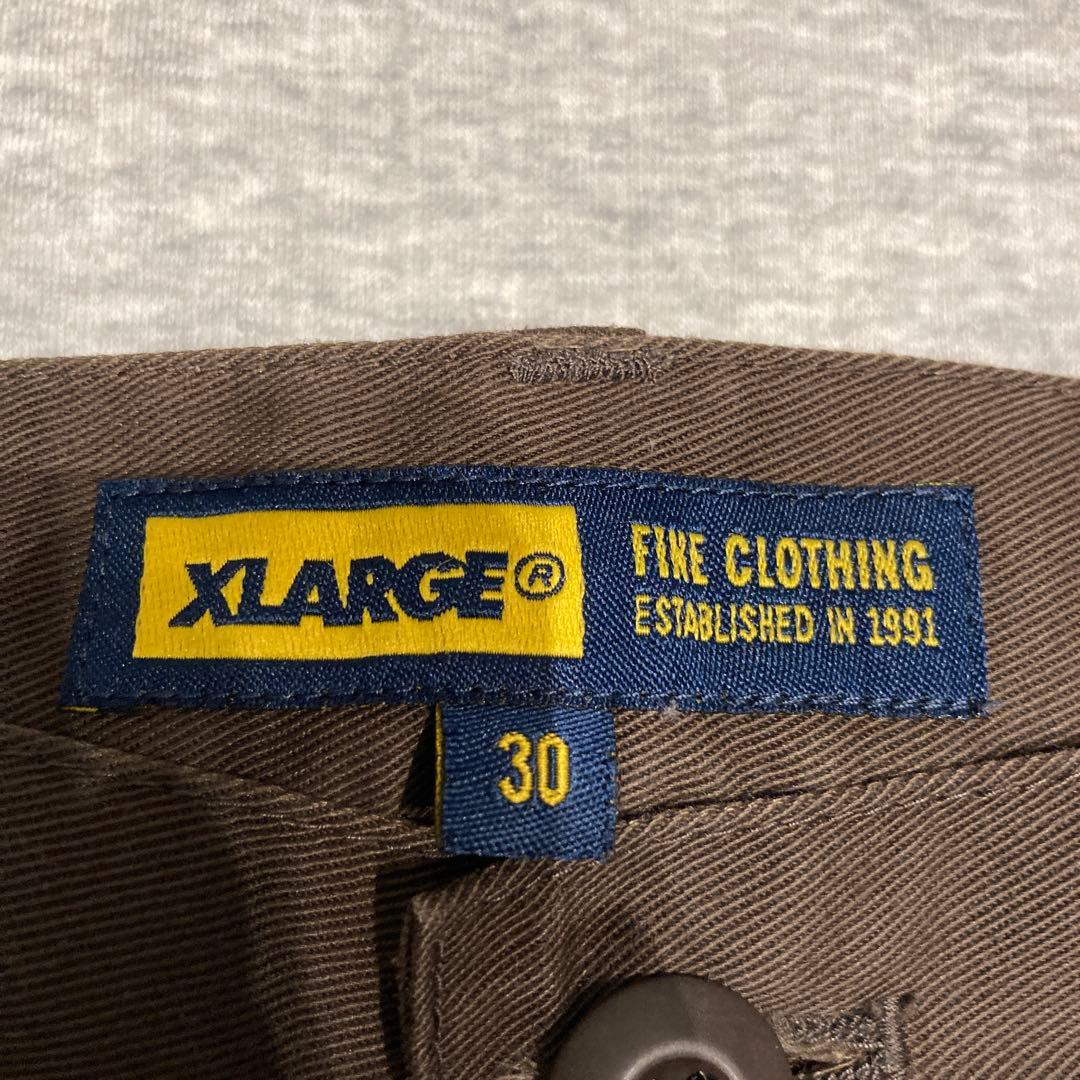 XLARGE®
FINE CLOTHING
ESTABLISHED IN 1991
30